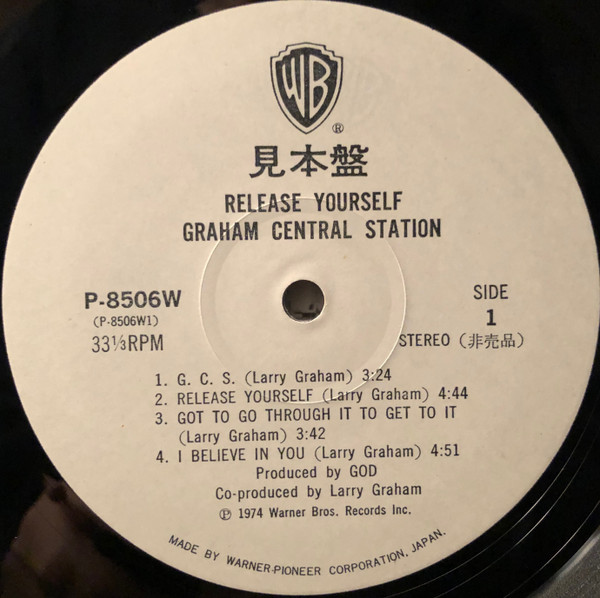 WB
®
見本盤
RELEASE YOURSELF
GRAHAM CENTRAL STATION
P-8506W
(P-8506W1)
33⅓RPM
SIDE
1
STEREO (非売品)
1. G. C. S. (Larry Graham) 3:24
2. RELEASE YOURSELF (Larry Graham) 4:44
3. GOT TO GO THROUGH IT TO GET TO IT
(Larry Graham) 3:42
4. I BELIEVE IN YOU (Larry Graham) 4:51
Produced by GOD
Co-produced by Larry Graham
℗ 1974 Warner Bros. Records Inc.
MADE BY WARNER-PIONEER CORPORATION, JAPAN.